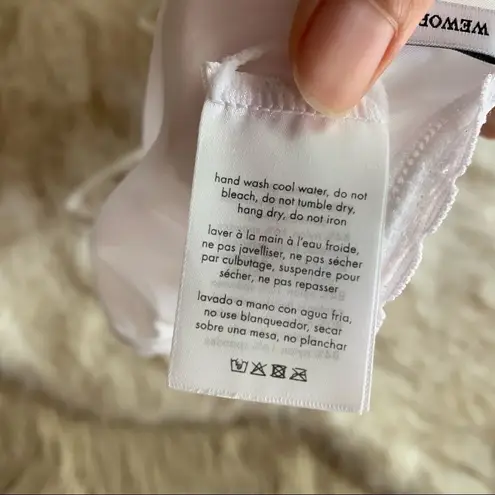 WEWOR
hand wash cool water, do not
bleach, do not tumble dry,
hang dry, do not iron
laver à la main à l'eau froide,
ne pas javelliser, ne pas sécher
par culbutage, suspendre pour
sécher, ne pas repasser
lavado a mano con agua fria,
no use blanqueador, secar
sobre una mesa, no planchar